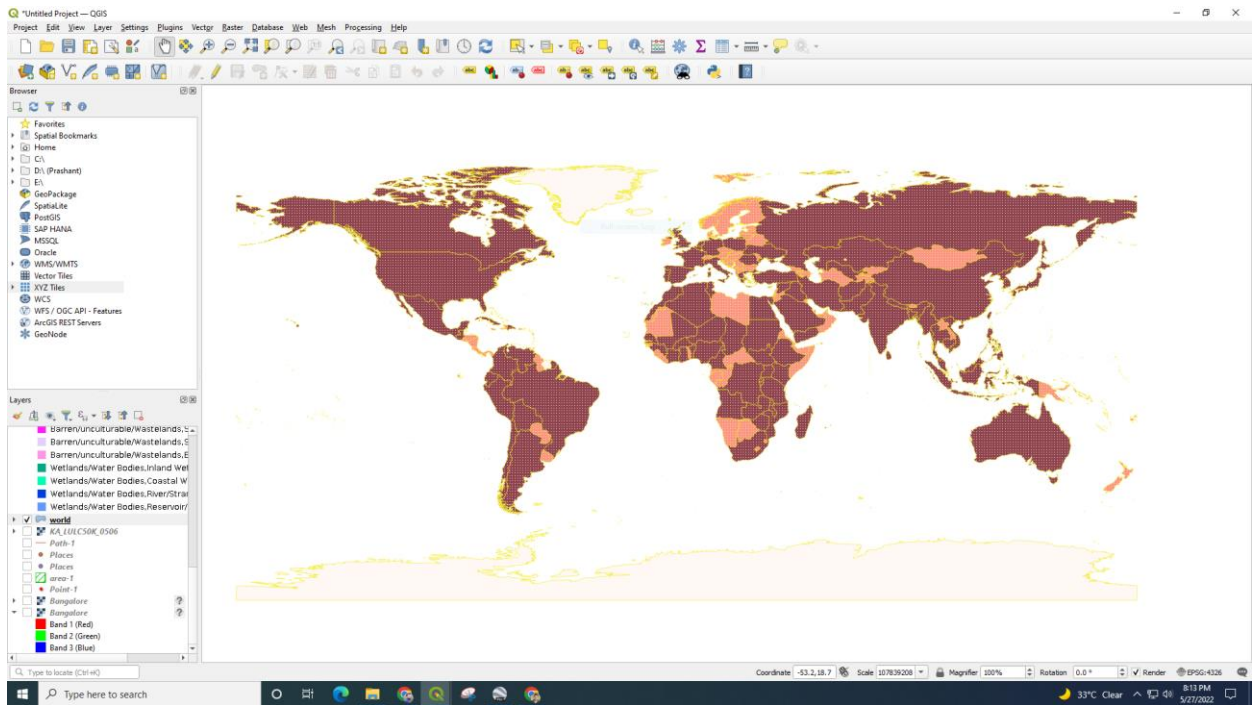 *Untitled Project — QGIS
Project Edit View Layer Settings Plugins Vector Raster Database Web Mesh Processing Help
Browser
Favorites
Spatial Bookmarks
Home
C:\
D:\ (Prashant)
E:\
GeoPackage
SpatiaLite
PostGIS
SAP HANA
MSSQL
Oracle
WMS/WMTS
Vector Tiles
XYZ Tiles
WCS
WFS / OGC API - Features
ArcGIS REST Servers
GeoNode
Layers
Barren/unculturable/Wastelands,
Barren/unculturable/Wastelands,
Barren/unculturable/Wastelands,E
Wetlands/Water Bodies,Inland Wet
Wetlands/Water Bodies,Coastal W
Wetlands/Water Bodies,River/Strea
Wetlands/Water Bodies,Reservoir/
world
KA_LULC50K_0506
Path-1
Places
Places
area-1
Point-1
Bangalore ?
Bangalore ?
Band 1 (Red)
Band 2 (Green)
Band 3 (Blue)
Type to locate (Ctrl+K) Coordinate -53.2,18.7 Scale 107839208 Magnifier 100% Rotation 0.0 ° Render EPSG:4326
Type here to search 33°C Clear 8:13 PM
5/27/2022